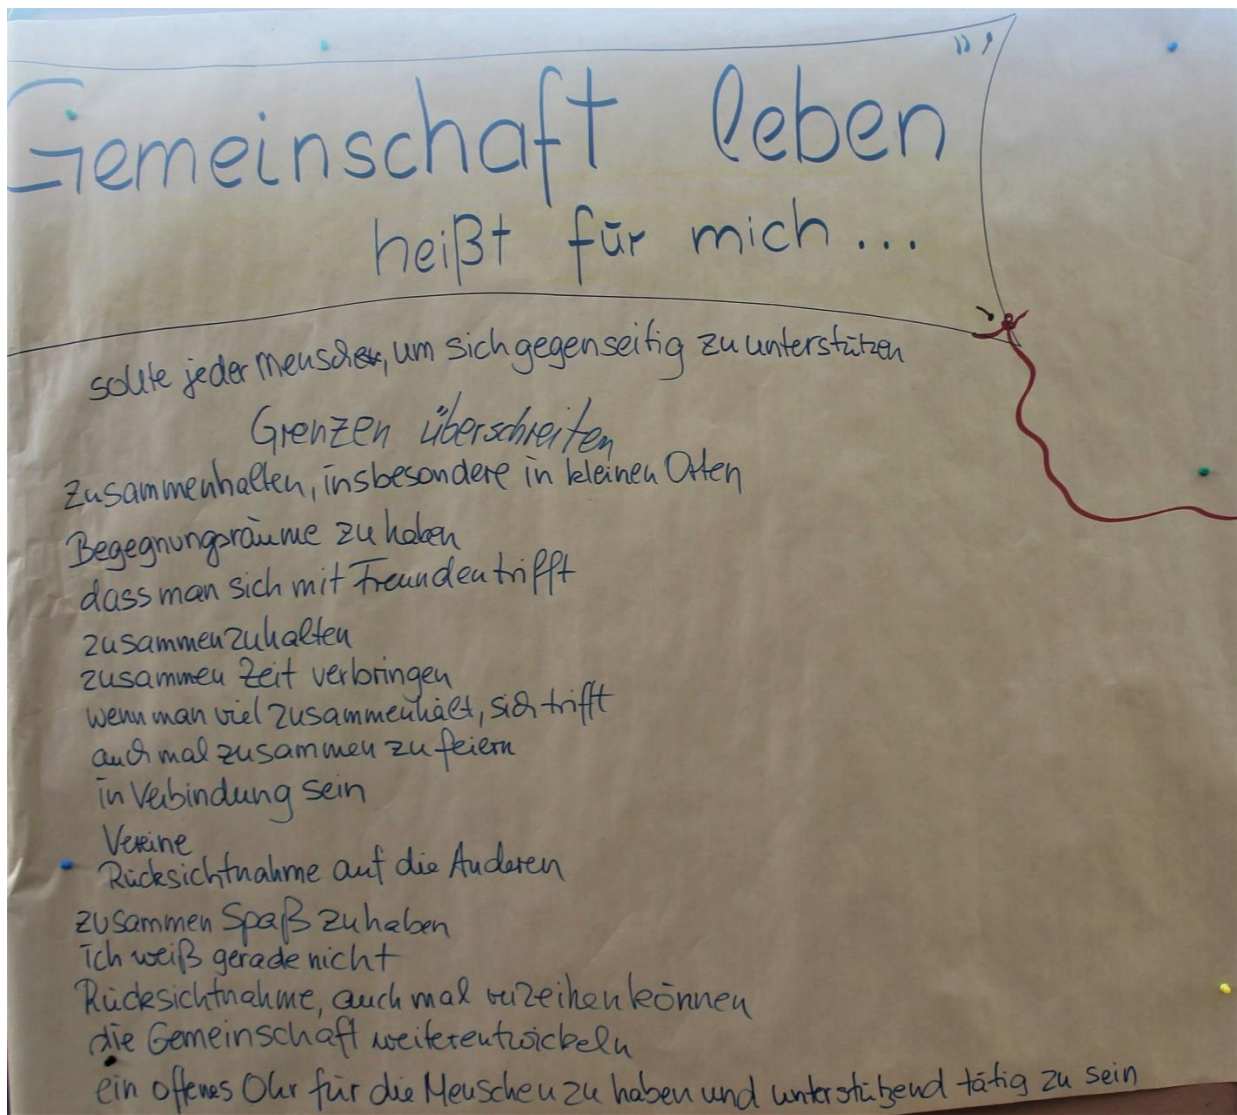 Gemeinschaft leben
heißt für mich...
sollte jeder Mensch, um sich gegenseitig zu unterstützen
Grenzen überschreiten
Zusammenhalten, insbesondere in kleinen Orten
Begegnungsräume zu haben
dass man sich mit Freunden trifft
zusammenzuhalten
zusammen Zeit verbringen
wenn man viel zusammenhält, sich trifft
auch mal zusammen zu feiern
in Verbindung sein
Vereine
Rücksichtnahme auf die Anderen
zusammen Spaß zu haben
ich weiß gerade nicht
Rücksichtnahme, auch mal verzeihen können
die Gemeinschaft weiterentwickeln
ein offenes Ohr für die Menschen zu haben und unterstützend tätig zu sein